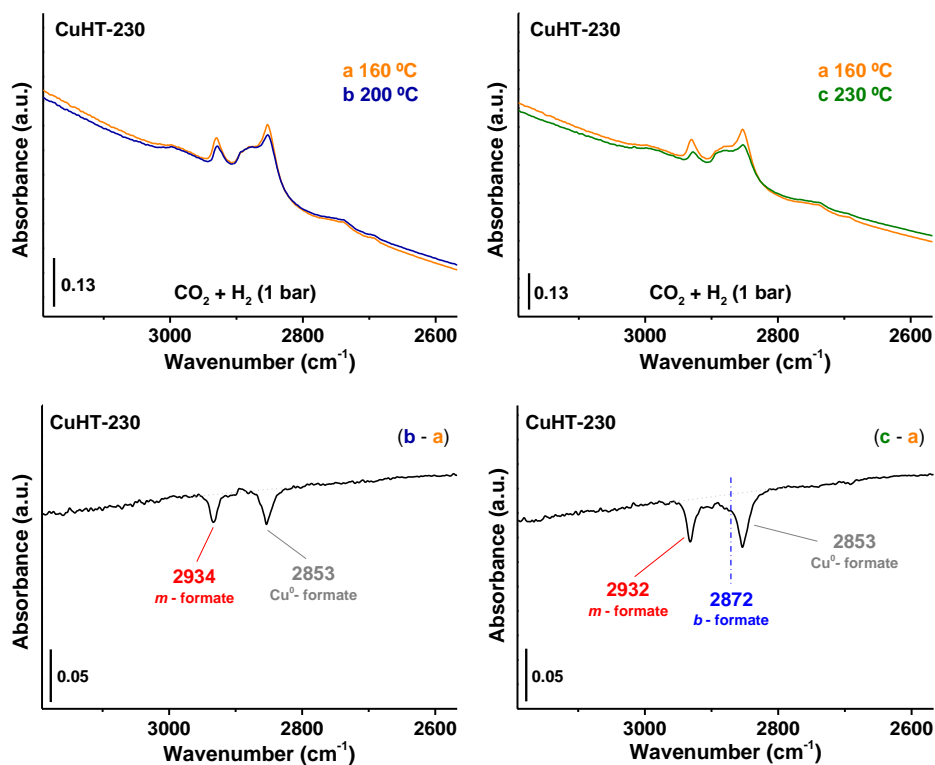 CuHT-230
a 160 ºC
b 200 ºC
Absorbance (a.u.)
0.13
CO₂ + H₂ (1 bar)
3000
2800
2600
Wavenumber (cm⁻¹)
CuHT-230
a 160 ºC
c 230 ºC
Absorbance (a.u.)
0.13
CO₂ + H₂ (1 bar)
3000
2800
2600
Wavenumber (cm⁻¹)
CuHT-230
(b - a)
Absorbance (a.u.)
2934
m - formate
2853
Cu⁰- formate
0.05
3000
2800
2600
Wavenumber (cm⁻¹)
CuHT-230
(c - a)
Absorbance (a.u.)
2853
Cu⁰- formate
2932
m - formate
2872
b - formate
0.05
3000
2800
2600
Wavenumber (cm⁻¹)